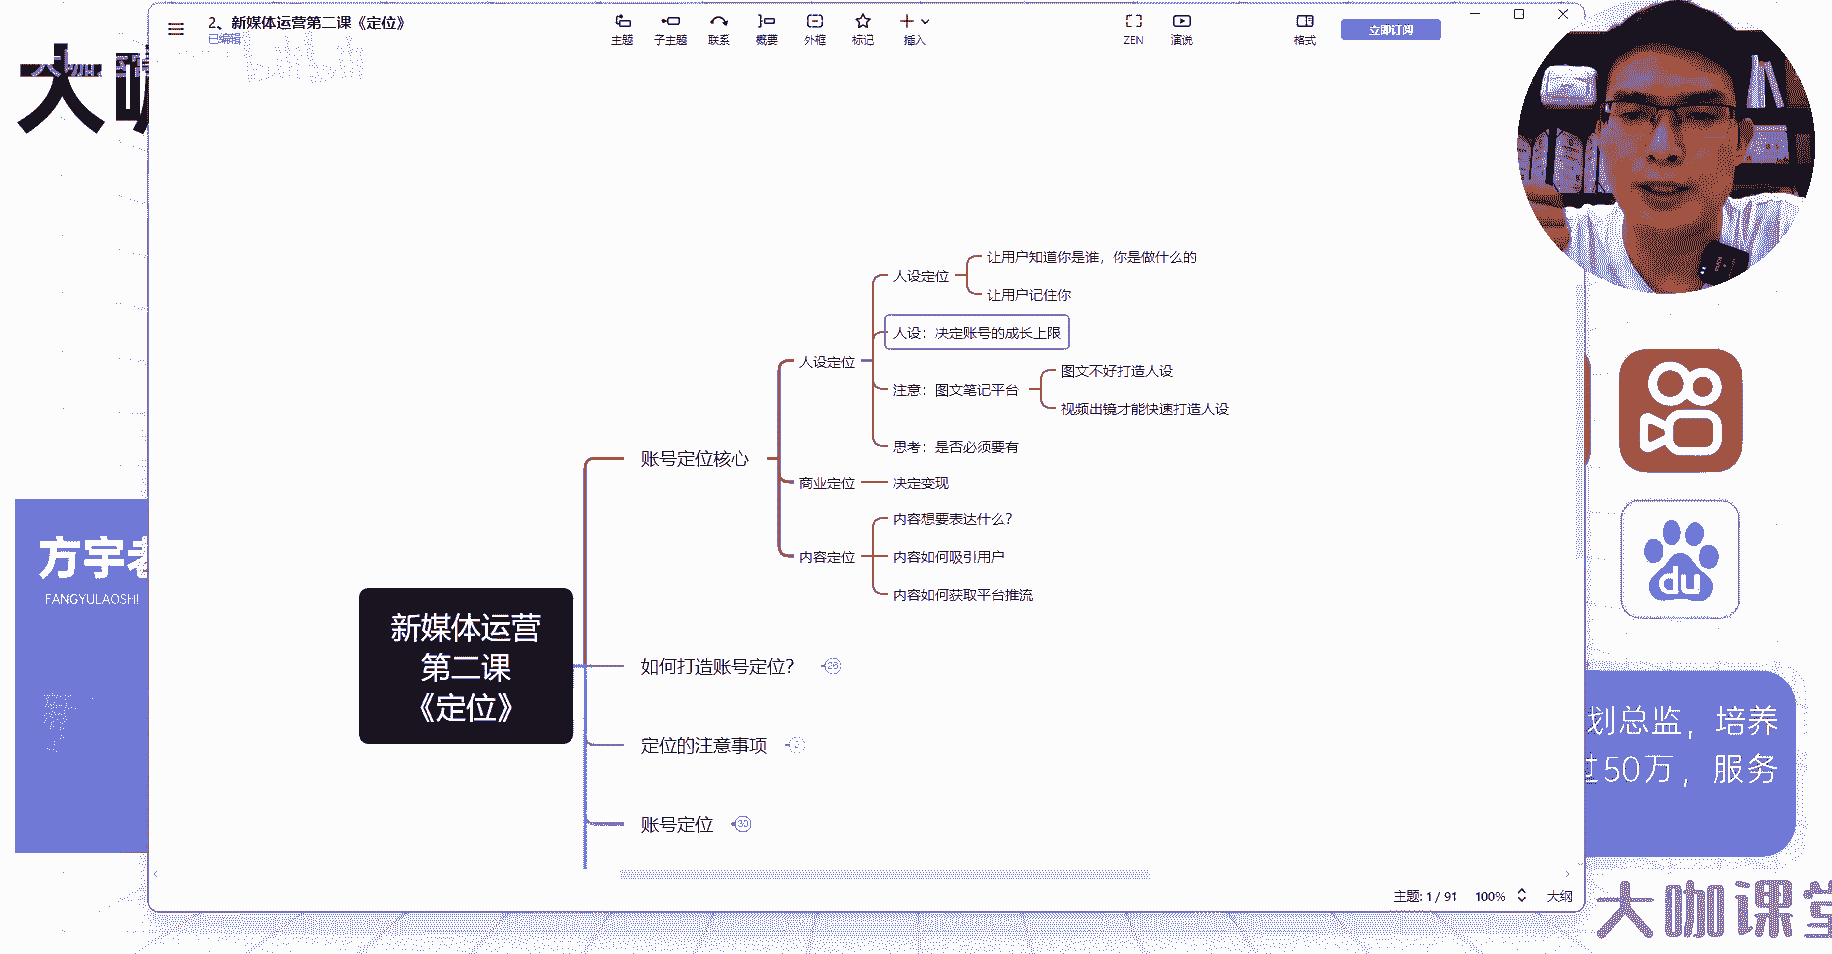 2、新媒体运营第二课《定位》
已编辑
主题
子主题
联系
概要
外框
标记
插入
ZEN
演说
格式
立即订阅
bilibili
大咖
人设定位
让用户知道你是谁，你是做什么的
让用户记住你
人设：决定账号的成长上限
人设定位
注意：图文笔记平台
图文不好打造人设
视频出镜才能快速打造人设
思考：是否必须要有
账号定位核心
商业定位
决定变现
内容定位
内容想要表达什么？
内容如何吸引用户
内容如何获取平台推流
新媒体运营
第二课
《定位》
如何打造账号定位？
26
定位的注意事项
账号定位
30
方宇老
FANGYULAOSHI
du
划总监，培养
过50万，服务
主题: 1 / 91
100%
大纲
大咖课堂